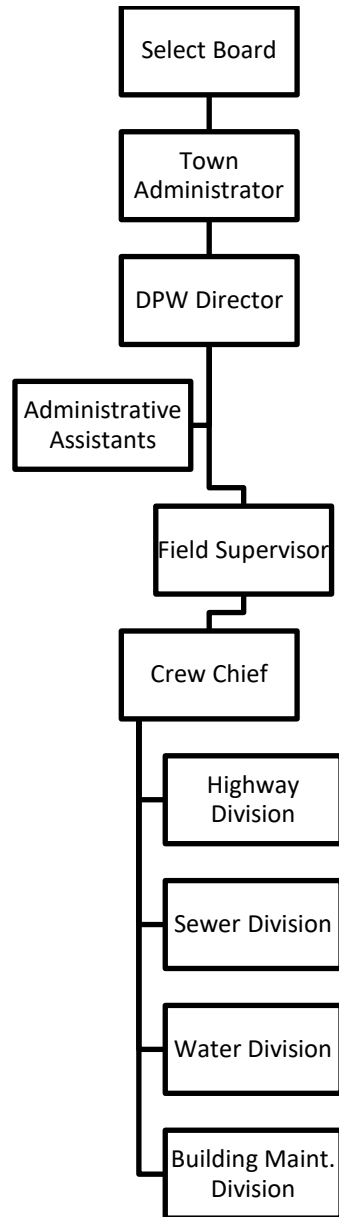 Select Board
Town
Administrator
DPW Director
Administrative
Assistants
Field Supervisor
Crew Chief
Highway
Division
Sewer Division
Water Division
Building Maint.
Division